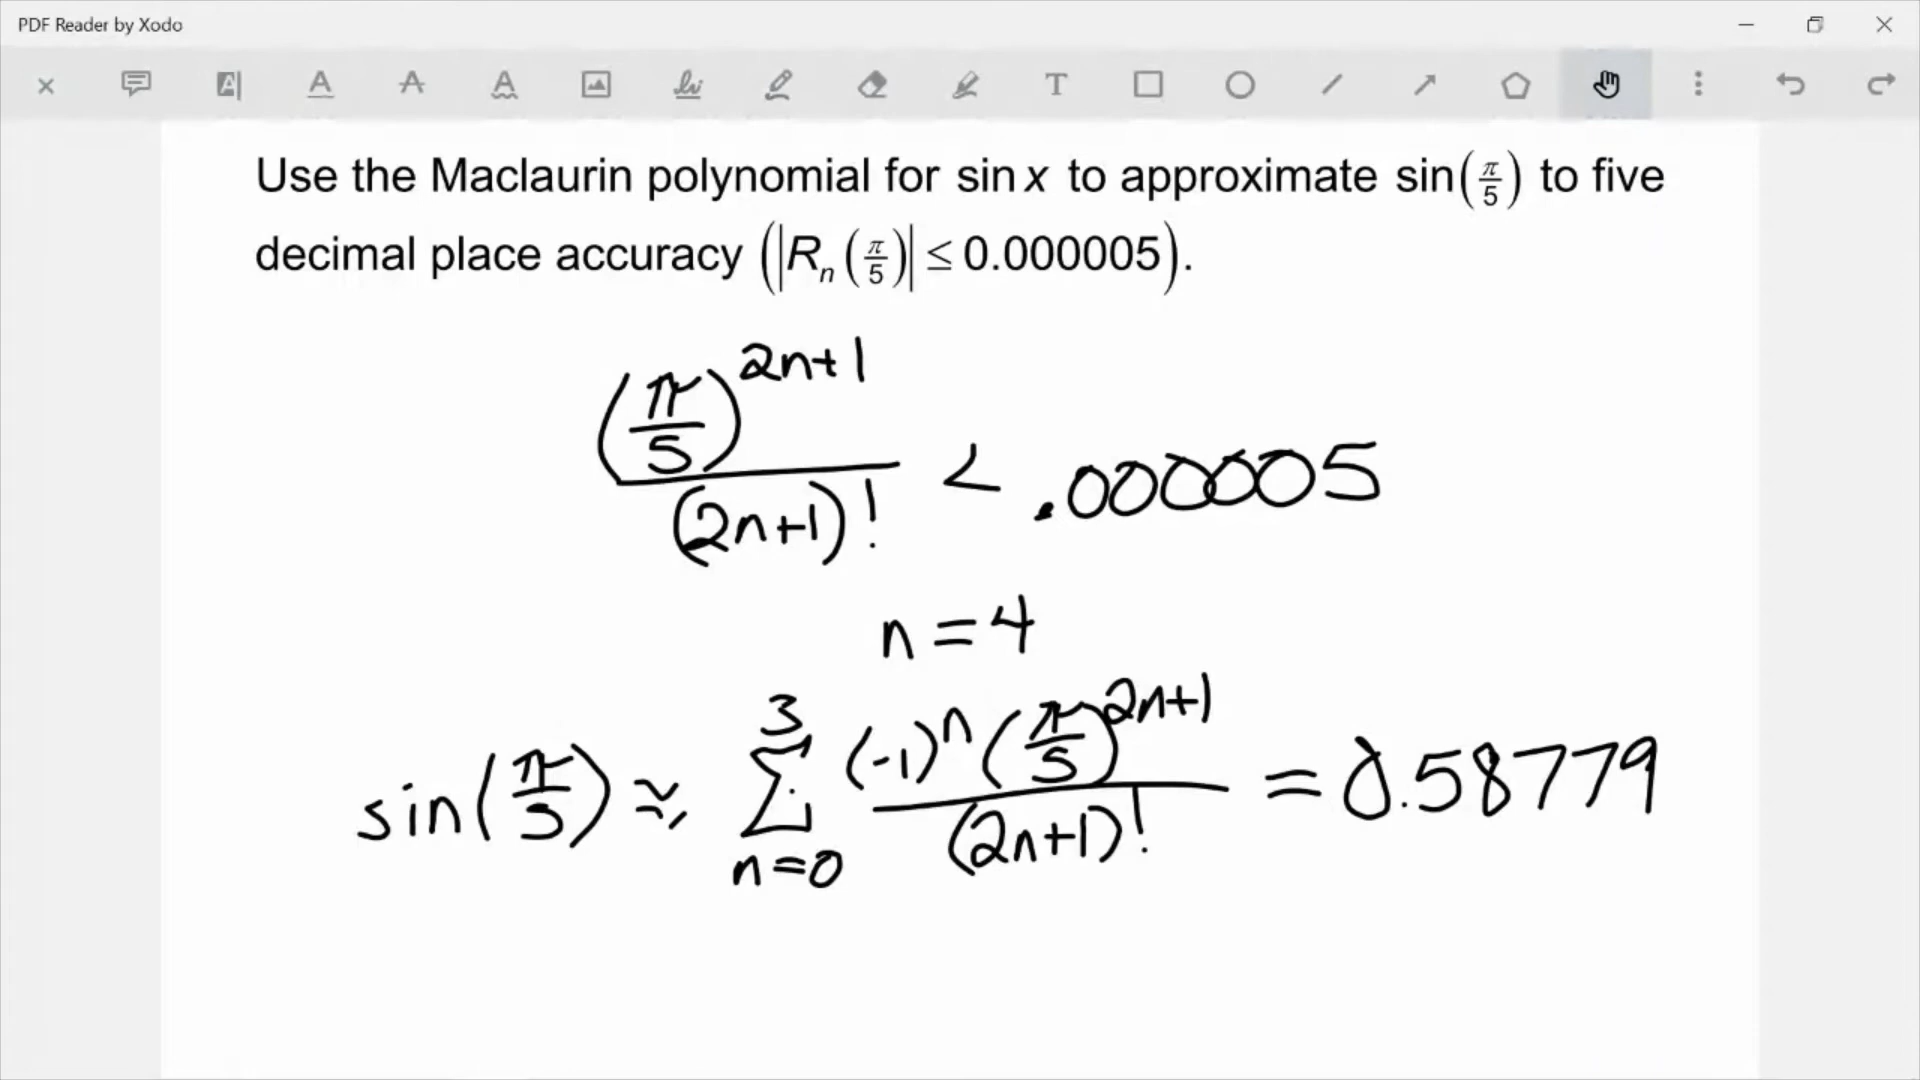 PDF Reader by Xodo
Use the Maclaurin polynomial for sin x to approximate sin(π/5) to five
decimal place accuracy (|Rₙ(π/5)| ≤ 0.000005).
(π/5)^(2n+1) / (2n+1)! < .000005
n = 4
sin(π/5) ≈ ∑_{n=0}^{3} (-1)^n (π/5)^(2n+1) / (2n+1)! = 0.58779